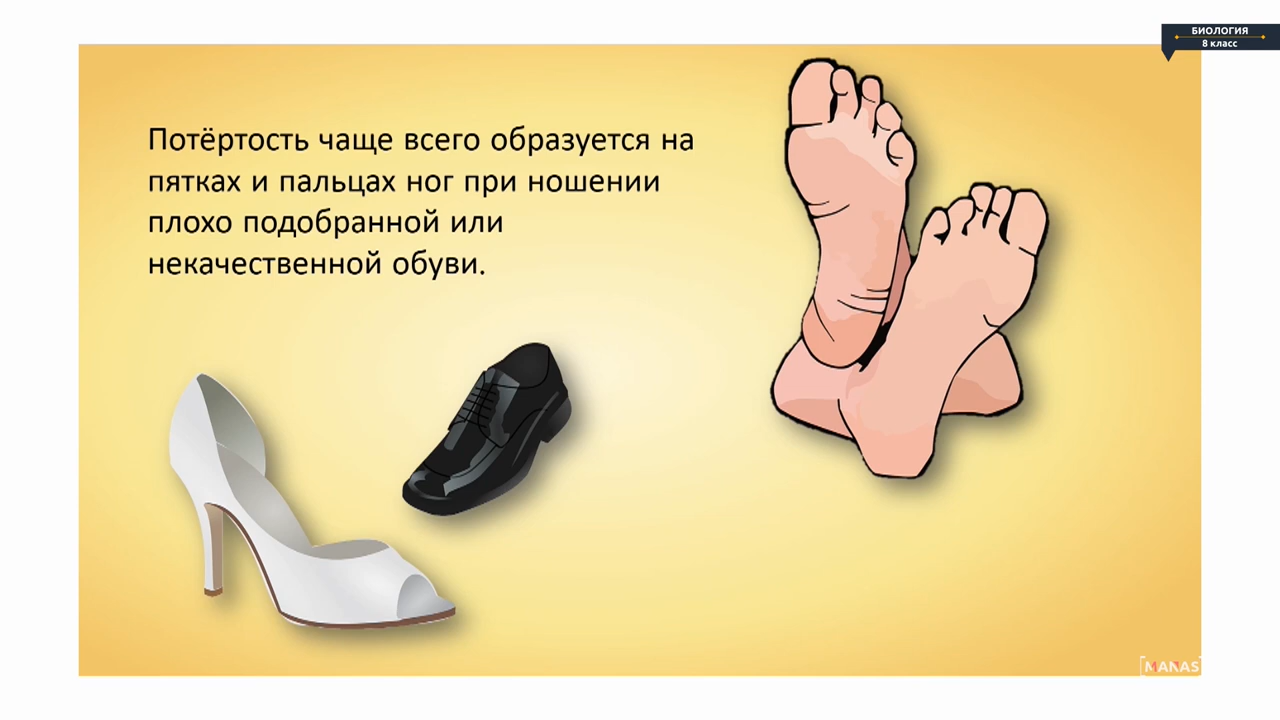 БИОЛОГИЯ
8 класс
Потёртость чаще всего образуется на
пятках и пальцах ног при ношении
плохо подобранной или
некачественной обуви.
MANAS